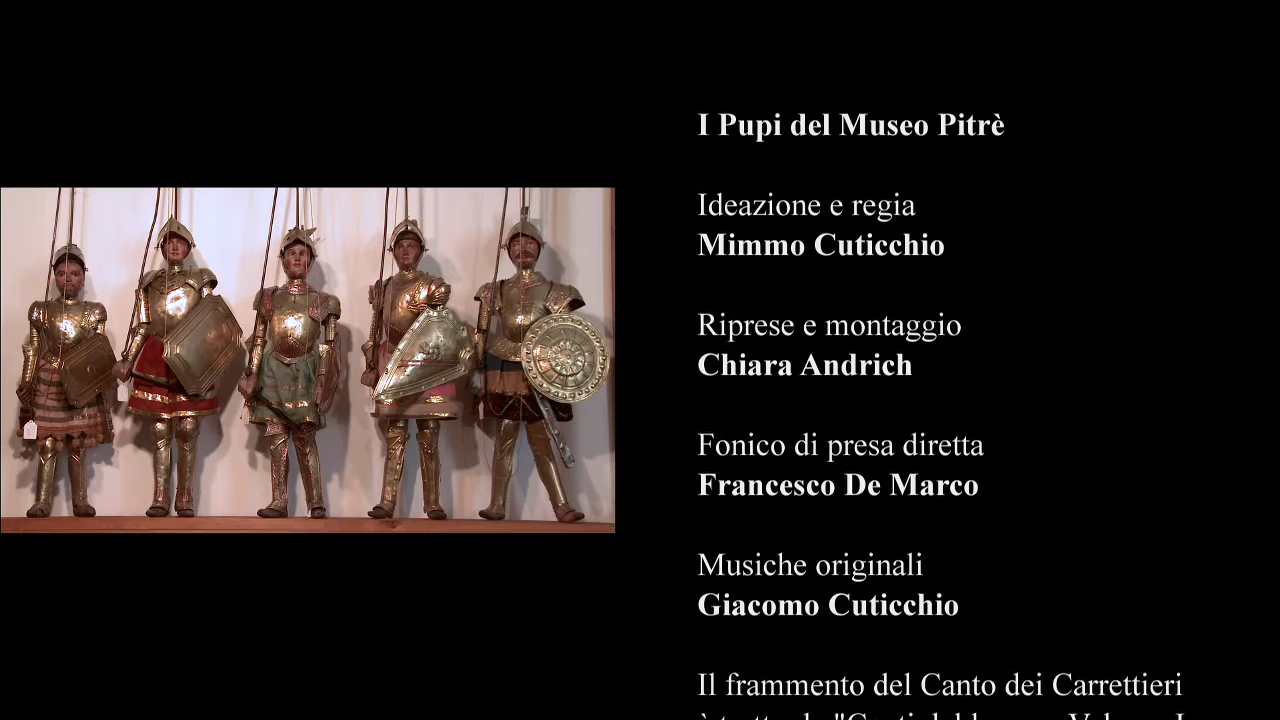 I Pupi del Museo Pitrè
Ideazione e regia
Mimmo Cuticchio
Riprese e montaggio
Chiara Andrich
Fonico di presa diretta
Francesco De Marco
Musiche originali
Giacomo Cuticchio
Il frammento del Canto dei Carrettieri